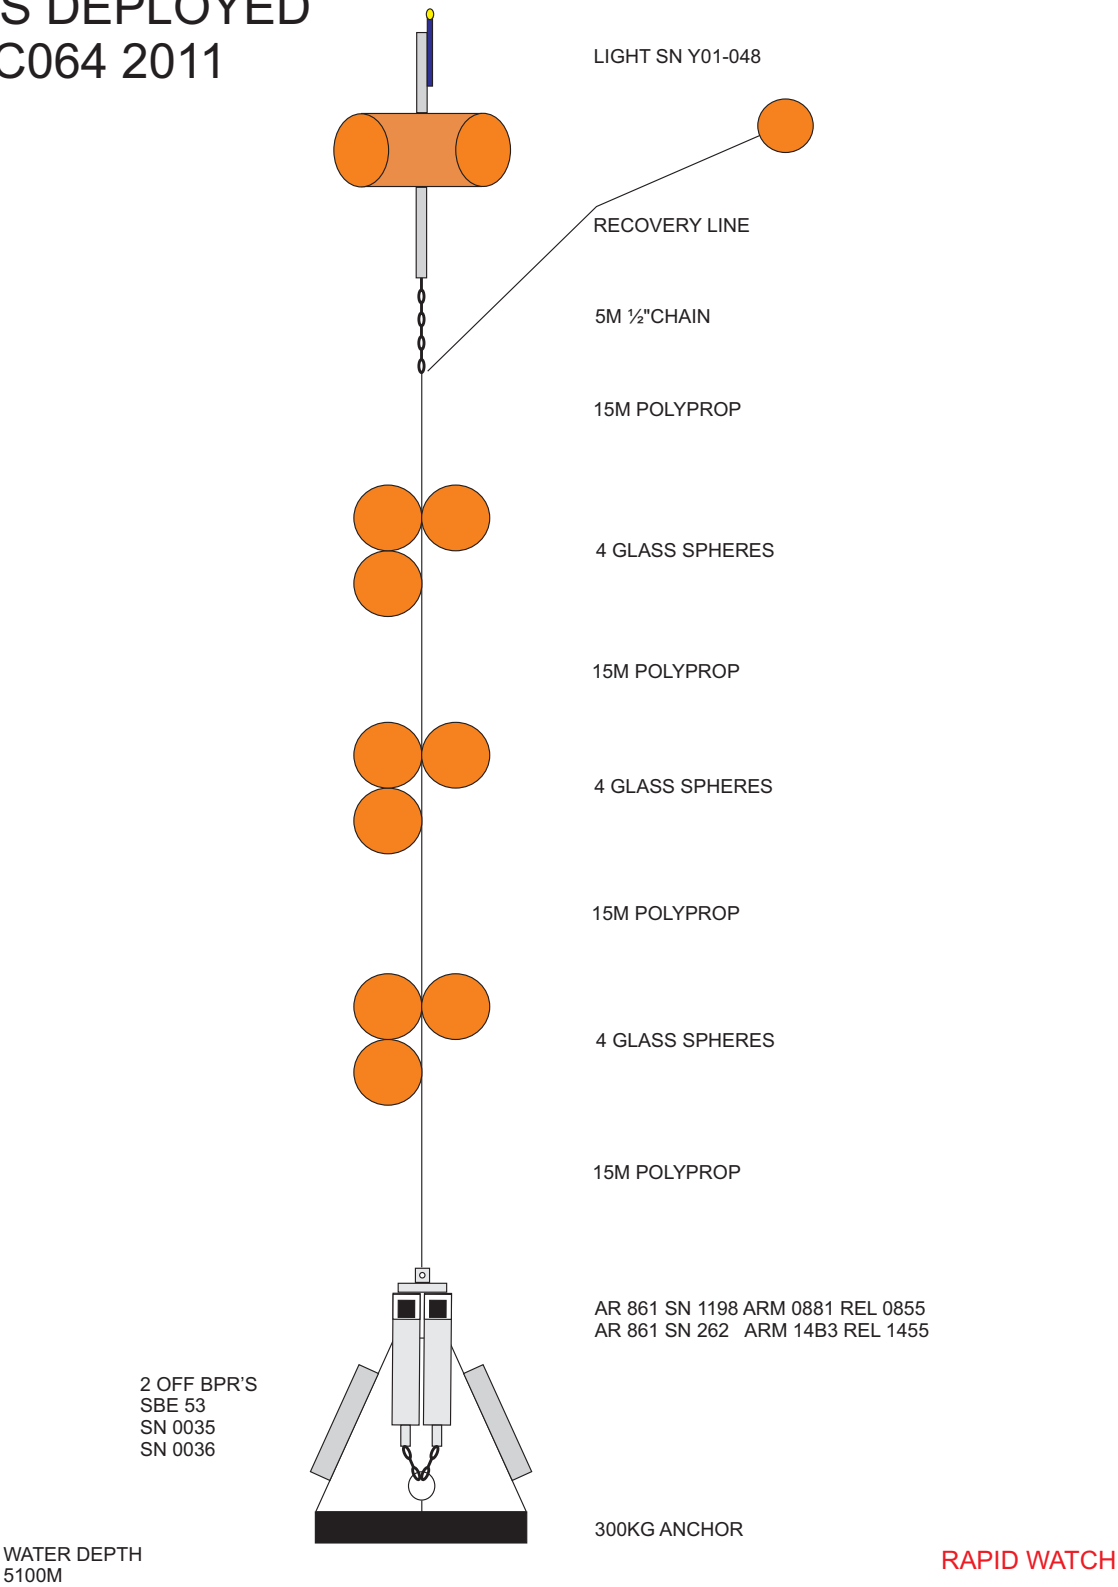 S DEPLOYED
C064 2011
LIGHT SN Y01-048
RECOVERY LINE
5M ½"CHAIN
15M POLYPROP
4 GLASS SPHERES
15M POLYPROP
4 GLASS SPHERES
15M POLYPROP
4 GLASS SPHERES
15M POLYPROP
AR 861 SN 1198 ARM 0881 REL 0855
AR 861 SN 262 ARM 14B3 REL 1455
2 OFF BPR'S
SBE 53
SN 0035
SN 0036
300KG ANCHOR
WATER DEPTH
5100M
RAPID WATCH